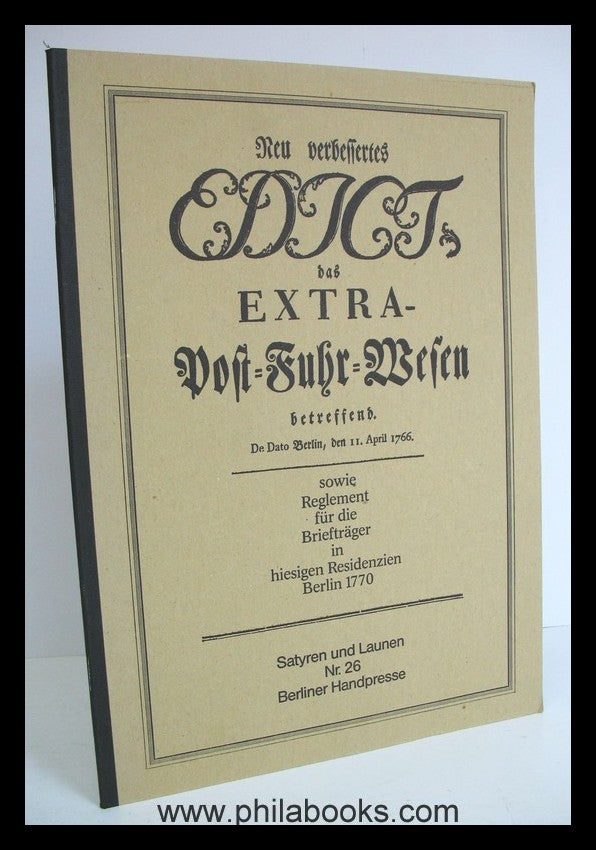 Neu verbessertes
EDICT,
das
EXTRA-
Post=Fuhr=Wesen
betreffend.
De Dato Berlin, den 11. April 1766.
sowie
Reglement
für die
Briefträger
in
hiesigen Residenzien
Berlin 1770
Satyren und Launen
Nr. 26
Berliner Handpresse
www.philabooks.com